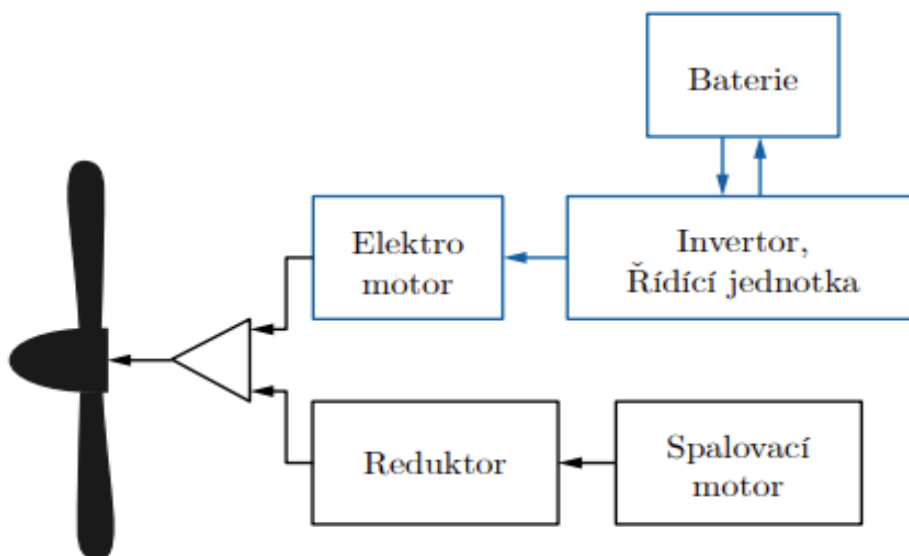 Baterie
Elektro
motor
Invertor,
Řídící jednotka
Reduktor
Spalovací
motor